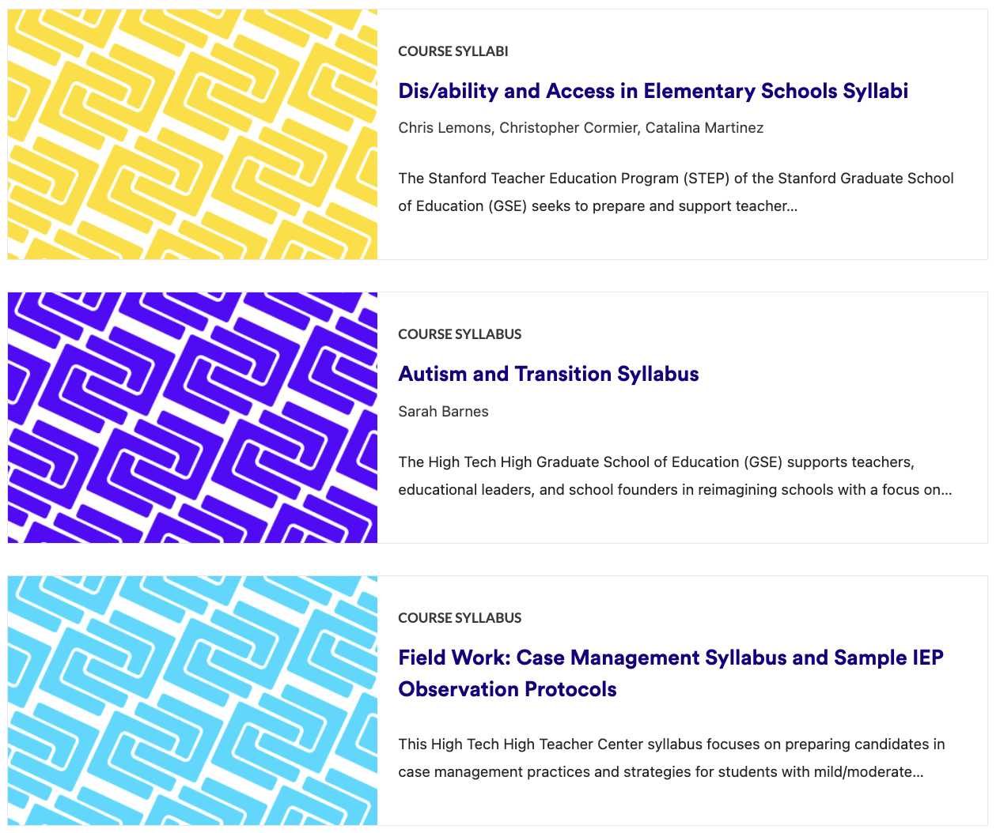 COURSE SYLLABI
Dis/ability and Access in Elementary Schools Syllabi
Chris Lemons, Christopher Cormier, Catalina Martinez
The Stanford Teacher Education Program (STEP) of the Stanford Graduate School
of Education (GSE) seeks to prepare and support teacher...
COURSE SYLLABUS
Autism and Transition Syllabus
Sarah Barnes
The High Tech High Graduate School of Education (GSE) supports teachers,
educational leaders, and school founders in reimagining schools with a focus on...
COURSE SYLLABUS
Field Work: Case Management Syllabus and Sample IEP
Observation Protocols
This High Tech High Teacher Center syllabus focuses on preparing candidates in
case management practices and strategies for students with mild/moderate...